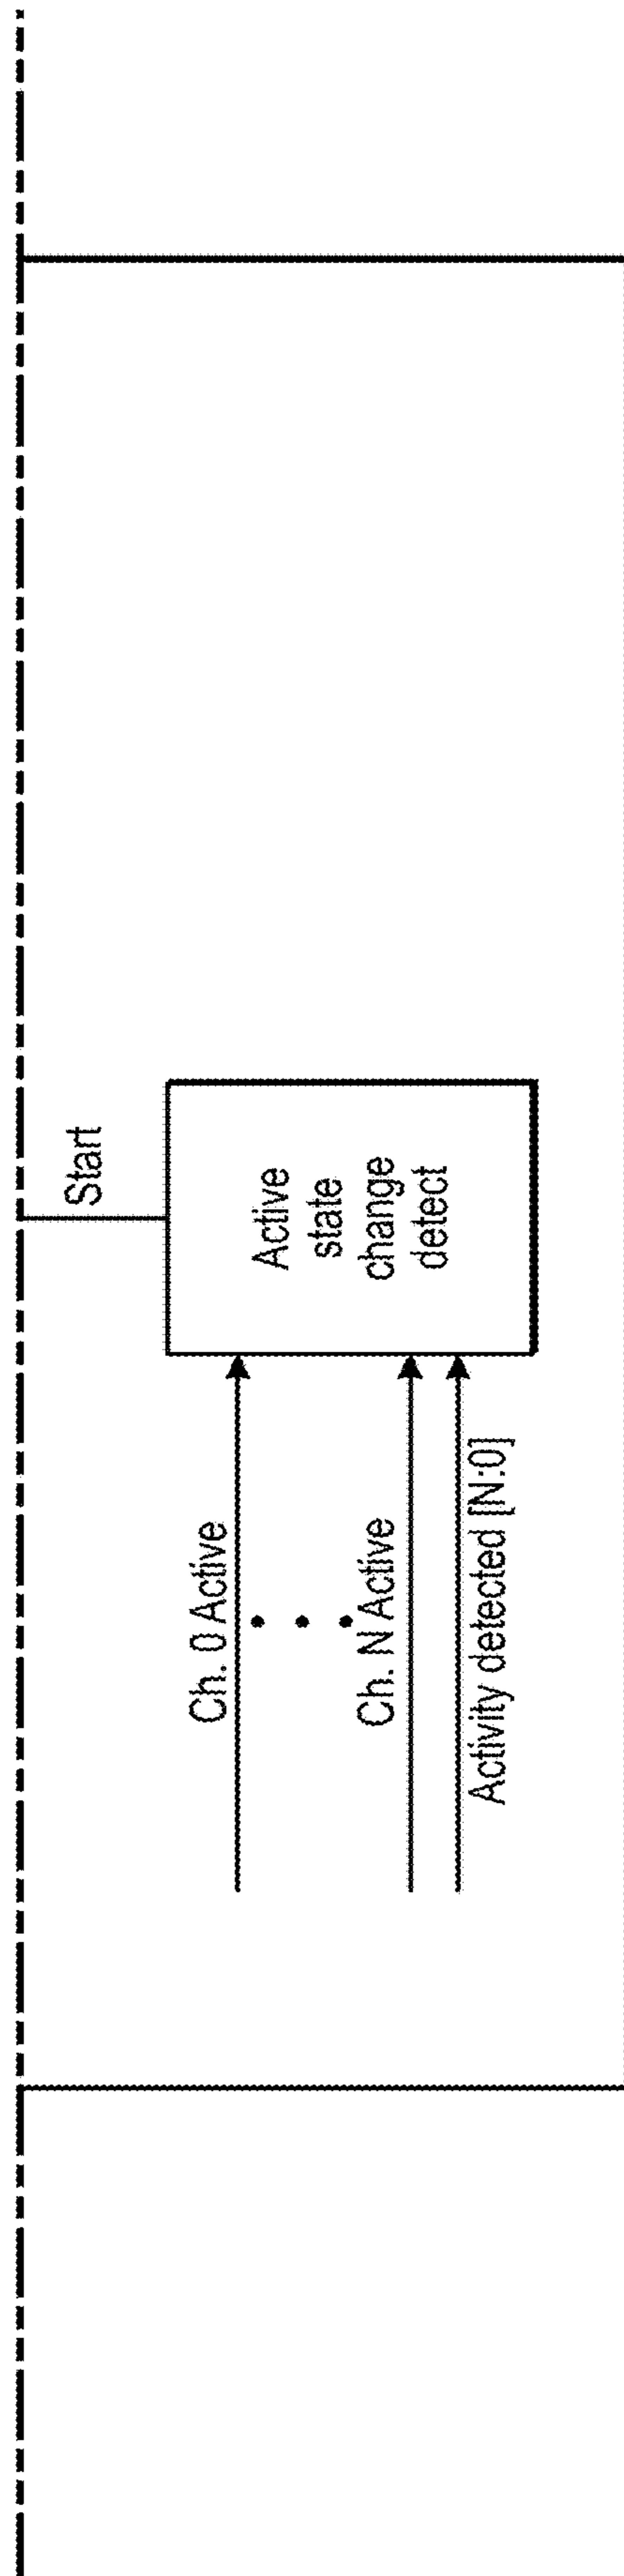 Start
Active
state
change
detect
Ch. 0 Active
Ch. N Active
Activity detected [N:0]